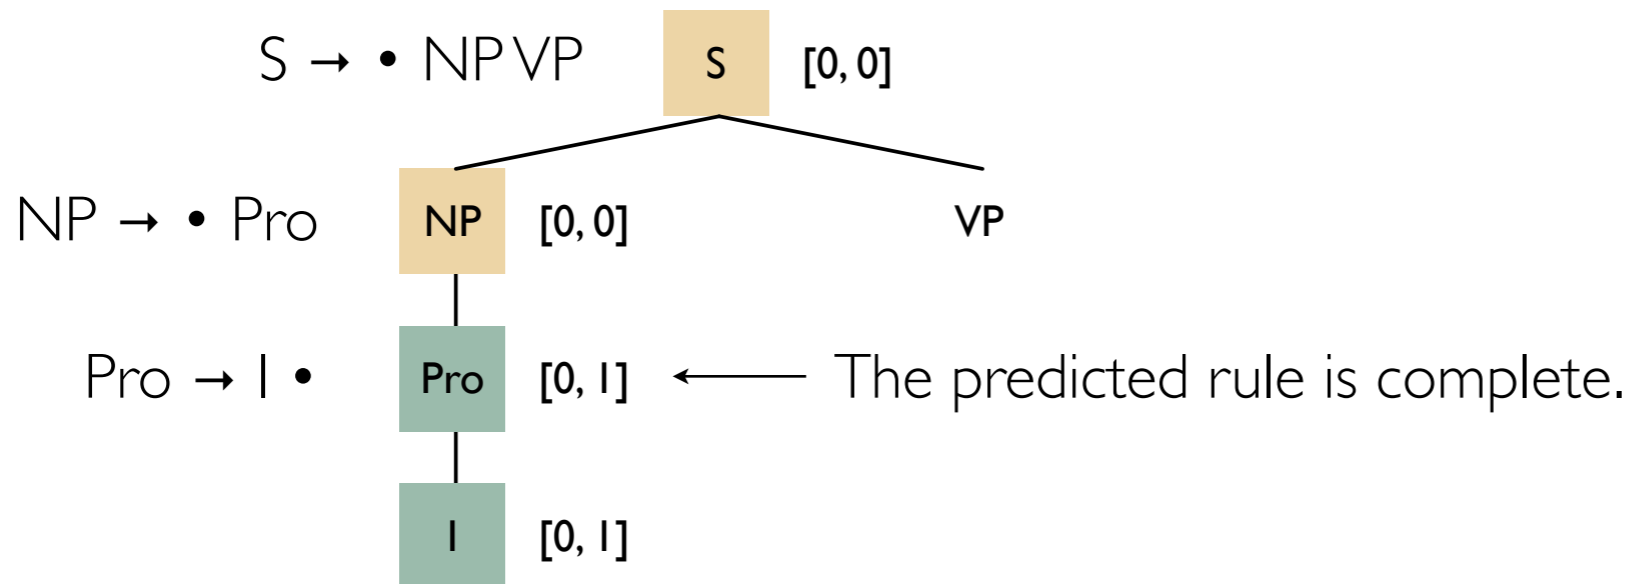 S → • NP VP S [0, 0]
NP → • Pro NP [0, 0] VP
Pro → I • Pro [0, 1] ← The predicted rule is complete.
I [0, 1]